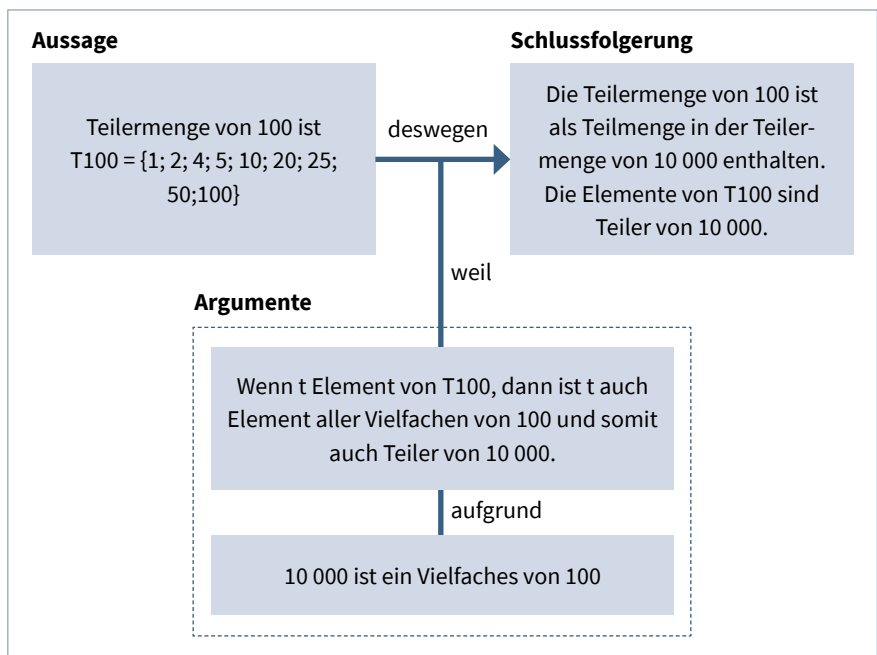 Aussage
Teilermenge von 100 ist
T100 = {1; 2; 4; 5; 10; 20; 25;
50;100}
deswegen
Schlussfolgerung
Die Teilermenge von 100 ist
als Teilmenge in der Teiler-
menge von 10 000 enthalten.
Die Elemente von T100 sind
Teiler von 10 000.
weil
Argumente
Wenn t Element von T100, dann ist t auch
Element aller Vielfachen von 100 und somit
auch Teiler von 10 000.
aufgrund
10 000 ist ein Vielfaches von 100